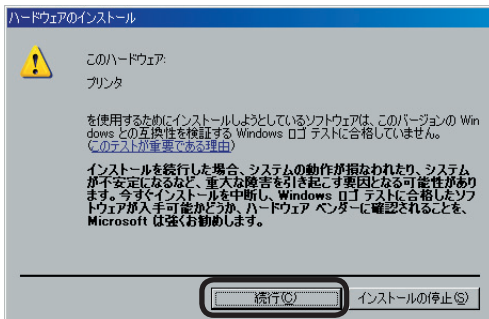 ハードウェアのインストール
このハードウェア:
プリンタ
を使用するためにインストールしようとしているソフトウェアは、このバージョンの Win
dows との互換性を検証する Windows ロゴ テストに合格していません。
(このテストが重要である理由)
インストールを続行した場合、システムの動作が損なわれたり、システム
が不安定になるなど、重大な障害を引き起こす要因となる可能性があり
ます。今すぐインストールを中断し、Windows ロゴ テストに合格したソフ
トウェアが入手可能かどうか、ハードウェア ベンダーに確認されることを、
Microsoft は強くお勧めします。
続行(C)
インストールの停止(S)